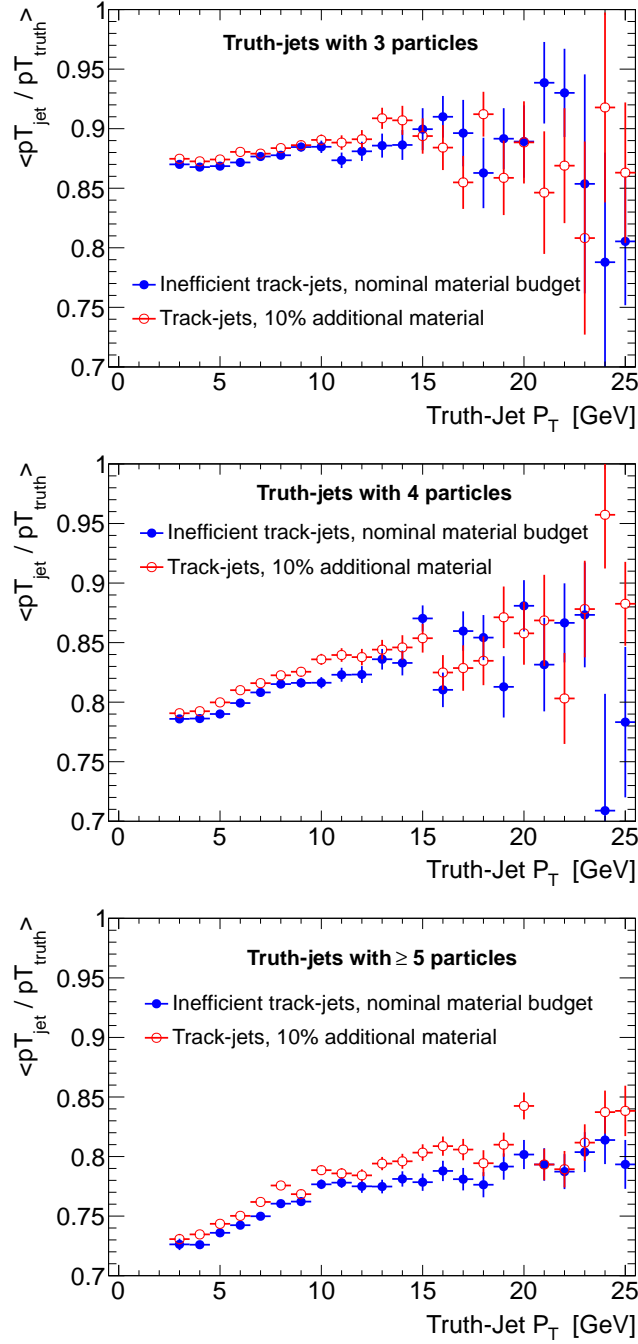 <pT_jet / pT_truth>
1
0.95
0.9
0.85
0.8
0.75
0.7
Truth-jets with 3 particles
Inefficient track-jets, nominal material budget
Track-jets, 10% additional material
0 5 10 15 20 25
Truth-Jet P_T [GeV]
<pT_jet / pT_truth>
1
0.95
0.9
0.85
0.8
0.75
0.7
Truth-jets with 4 particles
Inefficient track-jets, nominal material budget
Track-jets, 10% additional material
0 5 10 15 20 25
Truth-Jet P_T [GeV]
<pT_jet / pT_truth>
1
0.95
0.9
0.85
0.8
0.75
0.7
Truth-jets with ≥ 5 particles
Inefficient track-jets, nominal material budget
Track-jets, 10% additional material
0 5 10 15 20 25
Truth-Jet P_T [GeV]